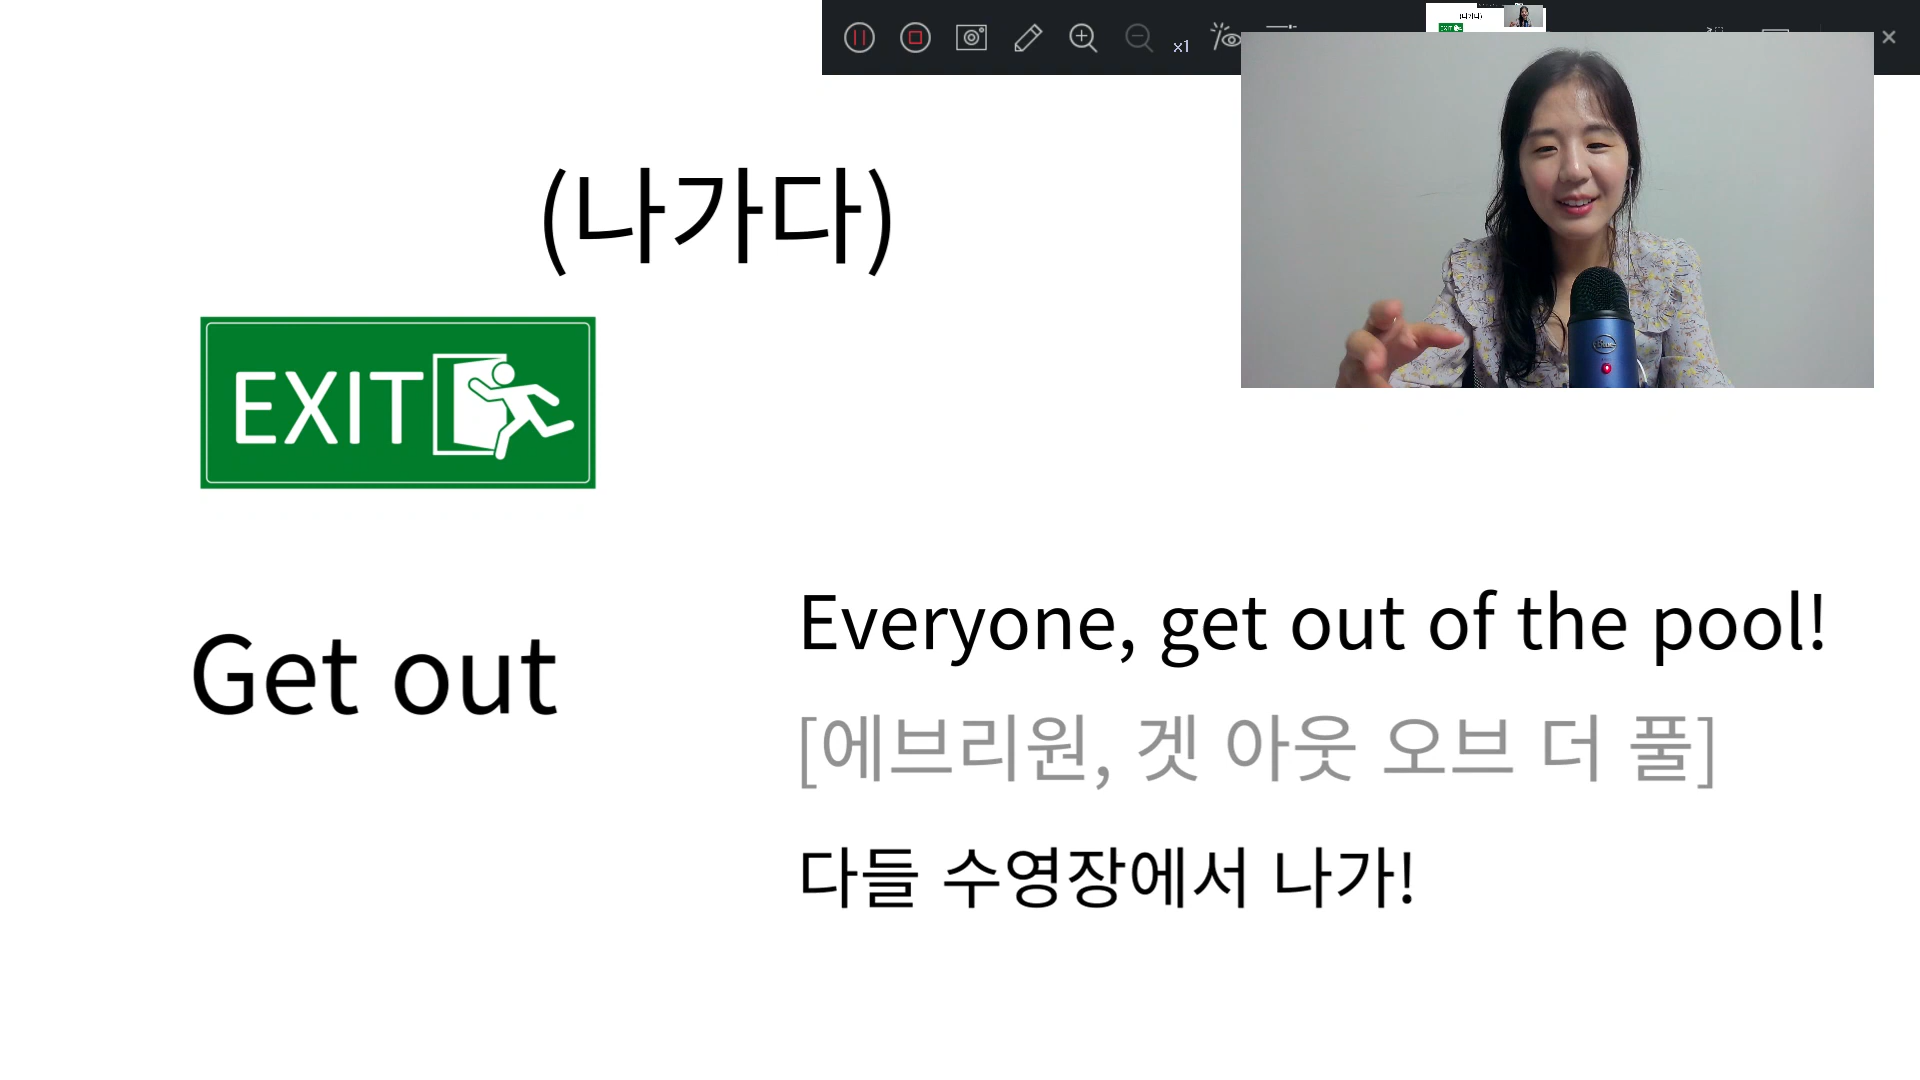 x1
(나가다)
EXIT
Get out
Everyone, get out of the pool!
[에브리원, 겟 아웃 오브 더 풀]
다들 수영장에서 나가!